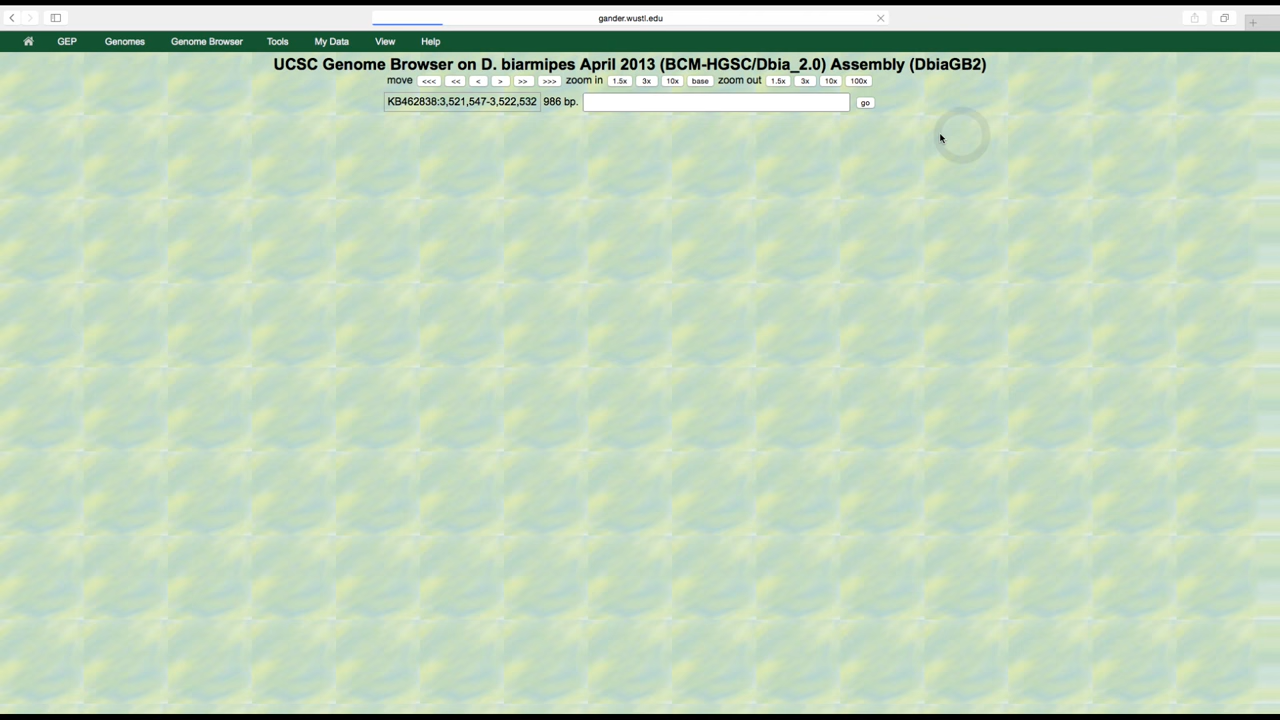 gander.wustl.edu
GEP Genomes Genome Browser Tools My Data View Help
UCSC Genome Browser on D. biarmipes April 2013 (BCM-HGSC/Dbia_2.0) Assembly (DbiaGB2)
move <<< << < > >> >>> zoom in 1.5x 3x 10x base zoom out 1.5x 3x 10x 100x
KB462838:3,521,547-3,522,532 986 bp. go